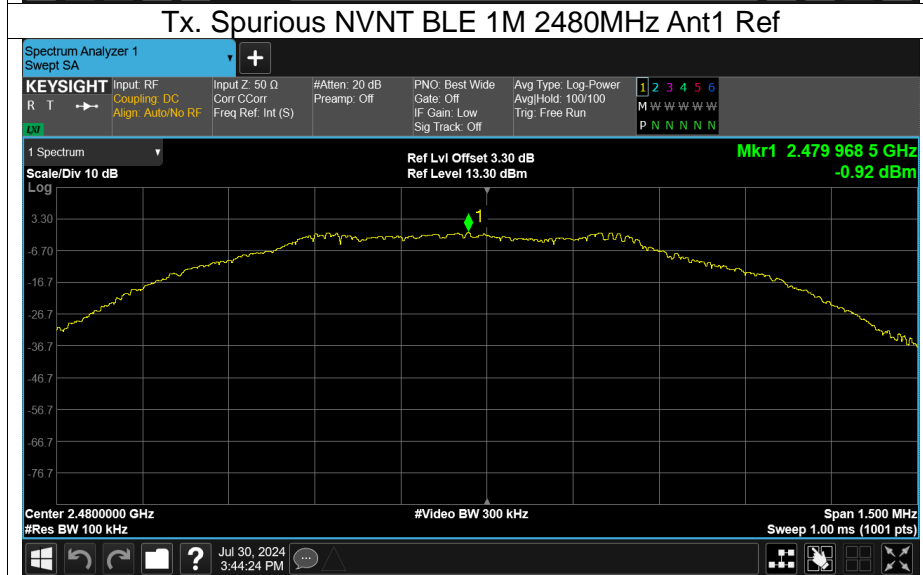 Tx. Spurious NVNT BLE 1M 2480MHz Ant1 Ref
Spectrum Analyzer 1
Swept SA
KEYSIGHT
R T
LXI
Input: RF
Coupling: DC
Align: Auto/No RF
Input Z: 50 Ω
Corr CCorr
Freq Ref: Int (S)
#Atten: 20 dB
Preamp: Off
PNO: Best Wide
Gate: Off
IF Gain: Low
Sig Track: Off
Avg Type: Log-Power
Avg|Hold: 100/100
Trig: Free Run
1 2 3 4 5 6
M W W W W W
P N N N N N
1 Spectrum
Scale/Div 10 dB
Log
Ref Lvl Offset 3.30 dB
Ref Level 13.30 dBm
Mkr1 2.479 968 5 GHz
-0.92 dBm
1
3.30
-6.70
-16.7
-26.7
-36.7
-46.7
-56.7
-66.7
-76.7
Center 2.4800000 GHz
#Res BW 100 kHz
#Video BW 300 kHz
Span 1.500 MHz
Sweep 1.00 ms (1001 pts)
?
Jul 30, 2024
3:44:24 PM